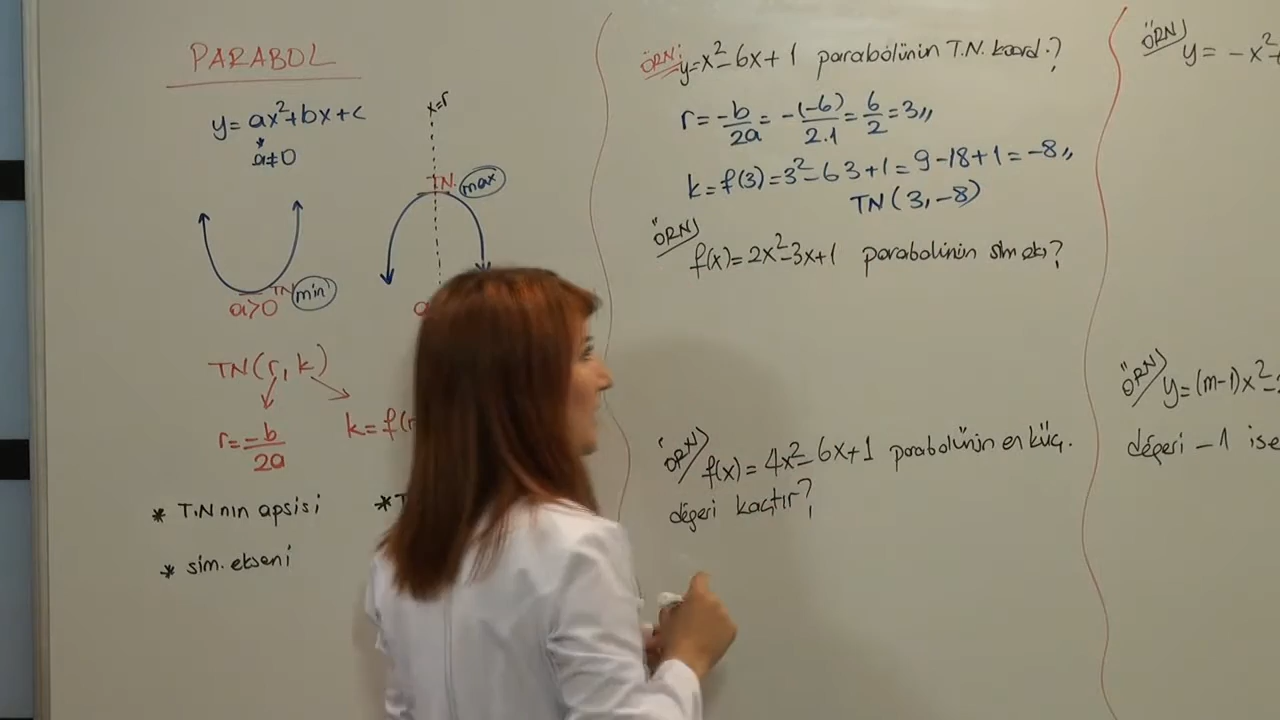 PARABOL
y = ax²+bx+c
a≠0
x=r
T.N. max
TN min
a>0
TN(r, k)
r = -b/2a
k = f(r
* T.N nın apsisi
* sim. ekseni
ÖRN: y=x²-6x+1 parabolünün T.N. koord.?
r = -b/2a = -(-6)/2.1 = 6/2 = 3,,
k = f(3) = 3²-6 3+1 = 9-18+1 = -8,,
TN(3,-8)
ÖRN/ f(x)=2x²-3x+1 parabolinün sim ekş?
ÖRN/ f(x) = 4x²-6x+1 parabolünün en küç.
değeri kaçtır?
ÖRN/ y = -x²+
ÖRN/ y=(m-1)x²-
değeri -1 ise